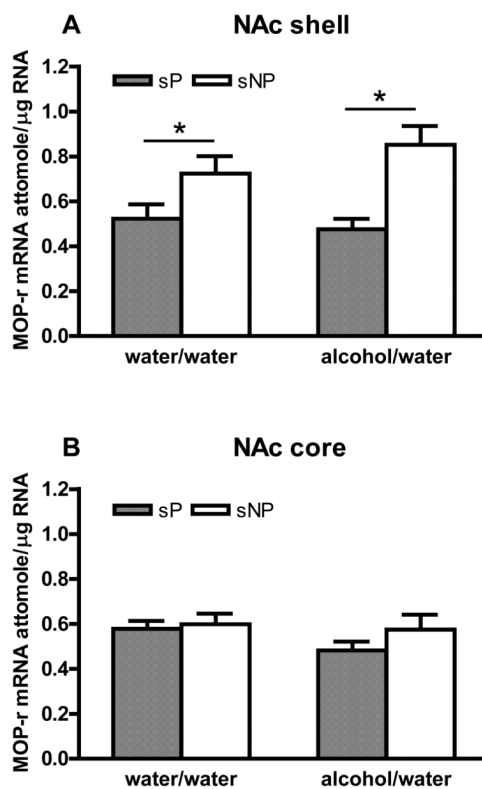 A NAc shell
MOP-r mRNA attomole/µg RNA
1.2
1.0
0.8
0.6
0.4
0.2
0.0
sP sNP
* *
water/water alcohol/water
B NAc core
MOP-r mRNA attomole/µg RNA
1.2
1.0
0.8
0.6
0.4
0.2
0.0
sP sNP
water/water alcohol/water